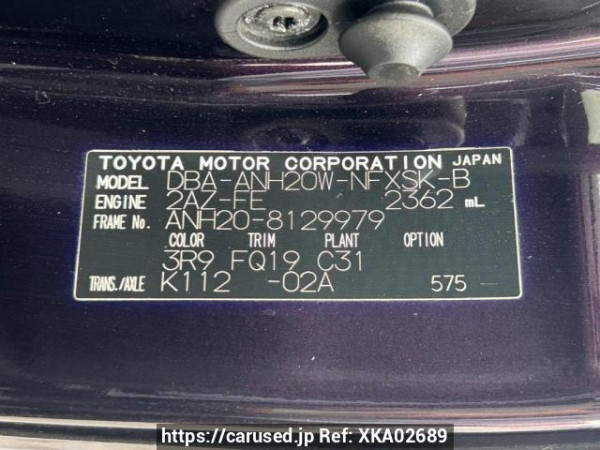 TOYOTA MOTOR CORPORATION JAPAN
MODEL DBA-ANH20W-NFXSK-B
ENGINE 2AZ-FE 2362 mL
FRAME No. ANH20-8129979
COLOR TRIM PLANT OPTION
3R9 FQ19 C31
TRANS./AXLE K112 -02A 575
https://carused.jp Ref: XKA02689